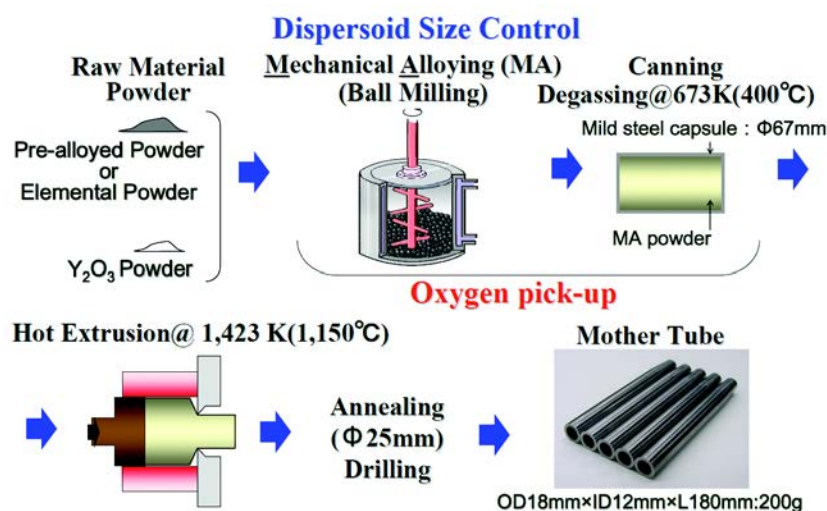 Dispersoid Size Control
Raw Material
Powder
Pre-alloyed Powder
or
Elemental Powder
Y₂O₃ Powder
Mechanical Alloying (MA)
(Ball Milling)
Canning
Degassing@673K(400℃)
Mild steel capsule : Φ67mm
MA powder
Oxygen pick-up
Hot Extrusion@ 1,423 K(1,150℃)
Annealing
(Φ25mm)
Drilling
Mother Tube
OD18mm×ID12mm×L180mm:200g